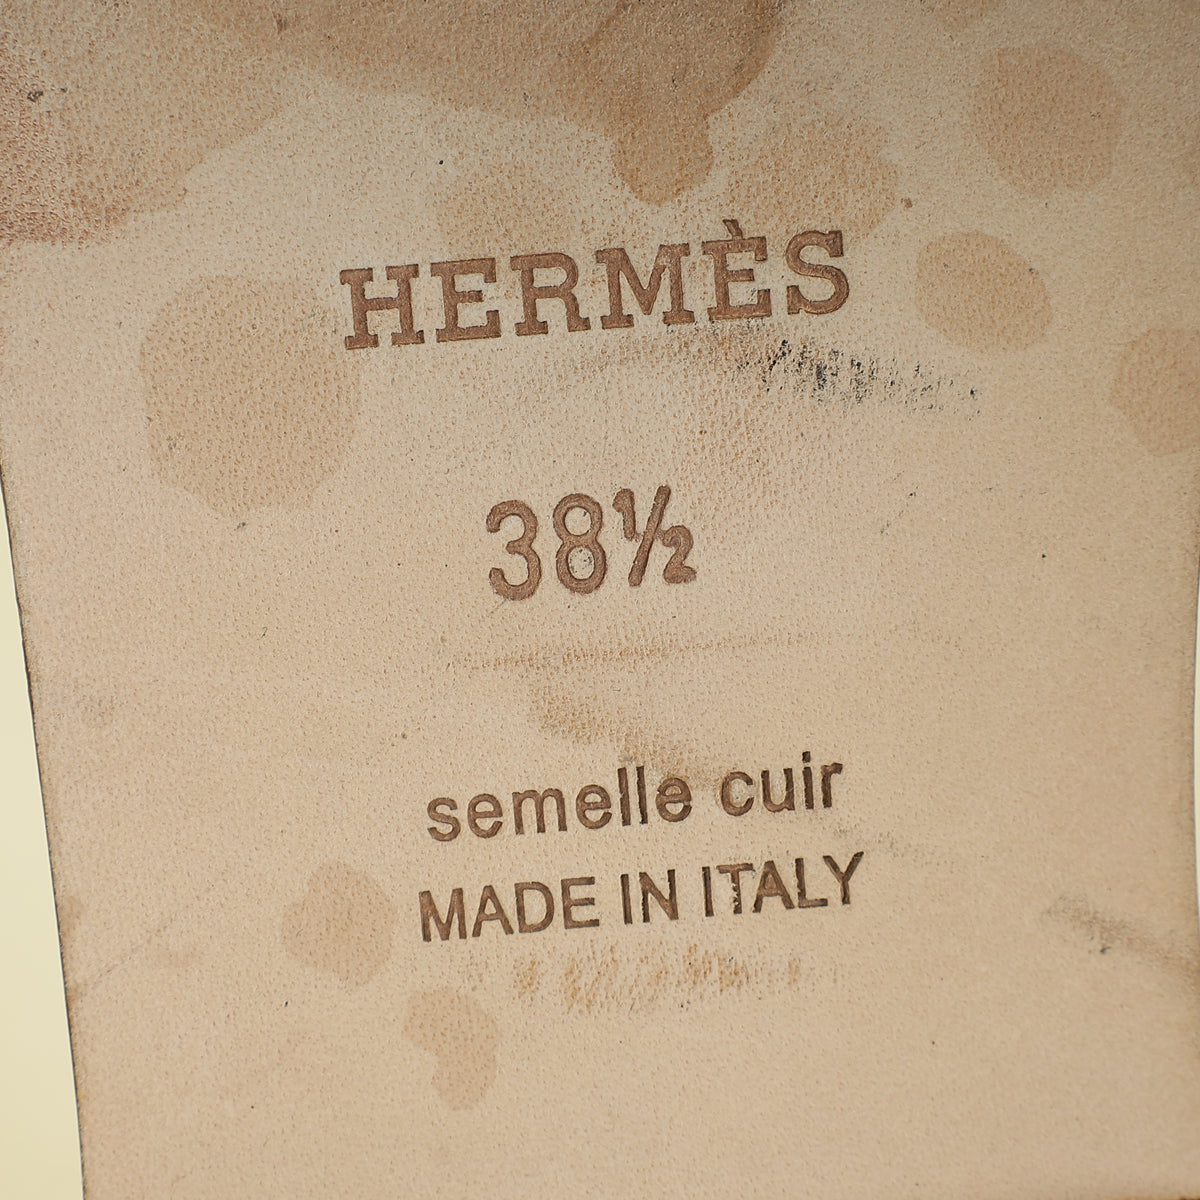 HERMÈS
38½
semelle cuir
MADE IN ITALY